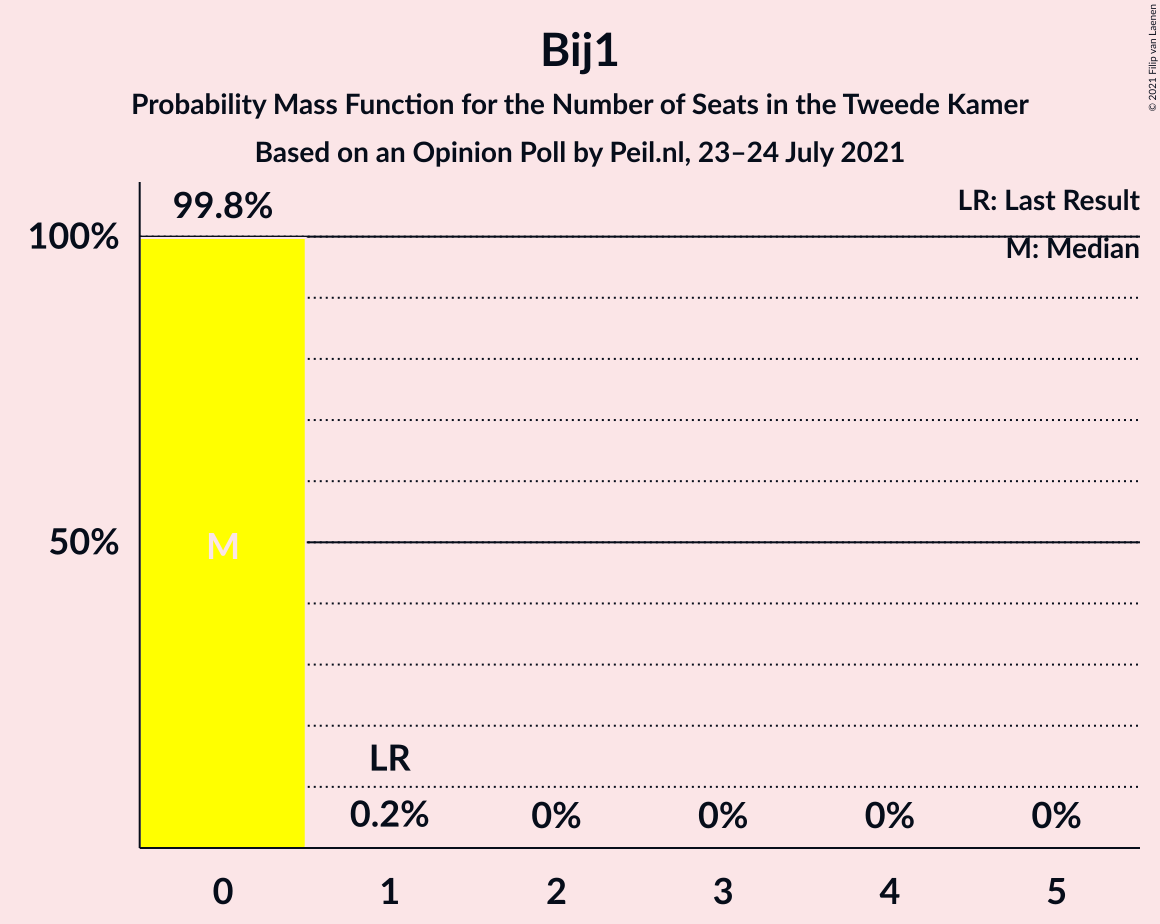 Bij1
Probability Mass Function for the Number of Seats in the Tweede Kamer
Based on an Opinion Poll by Peil.nl, 23–24 July 2021
© 2021 Filip van Laenen
LR: Last Result
M: Median
99.8%
100%
50%
M
LR
0.2%
0%
0%
0%
0%
0
1
2
3
4
5